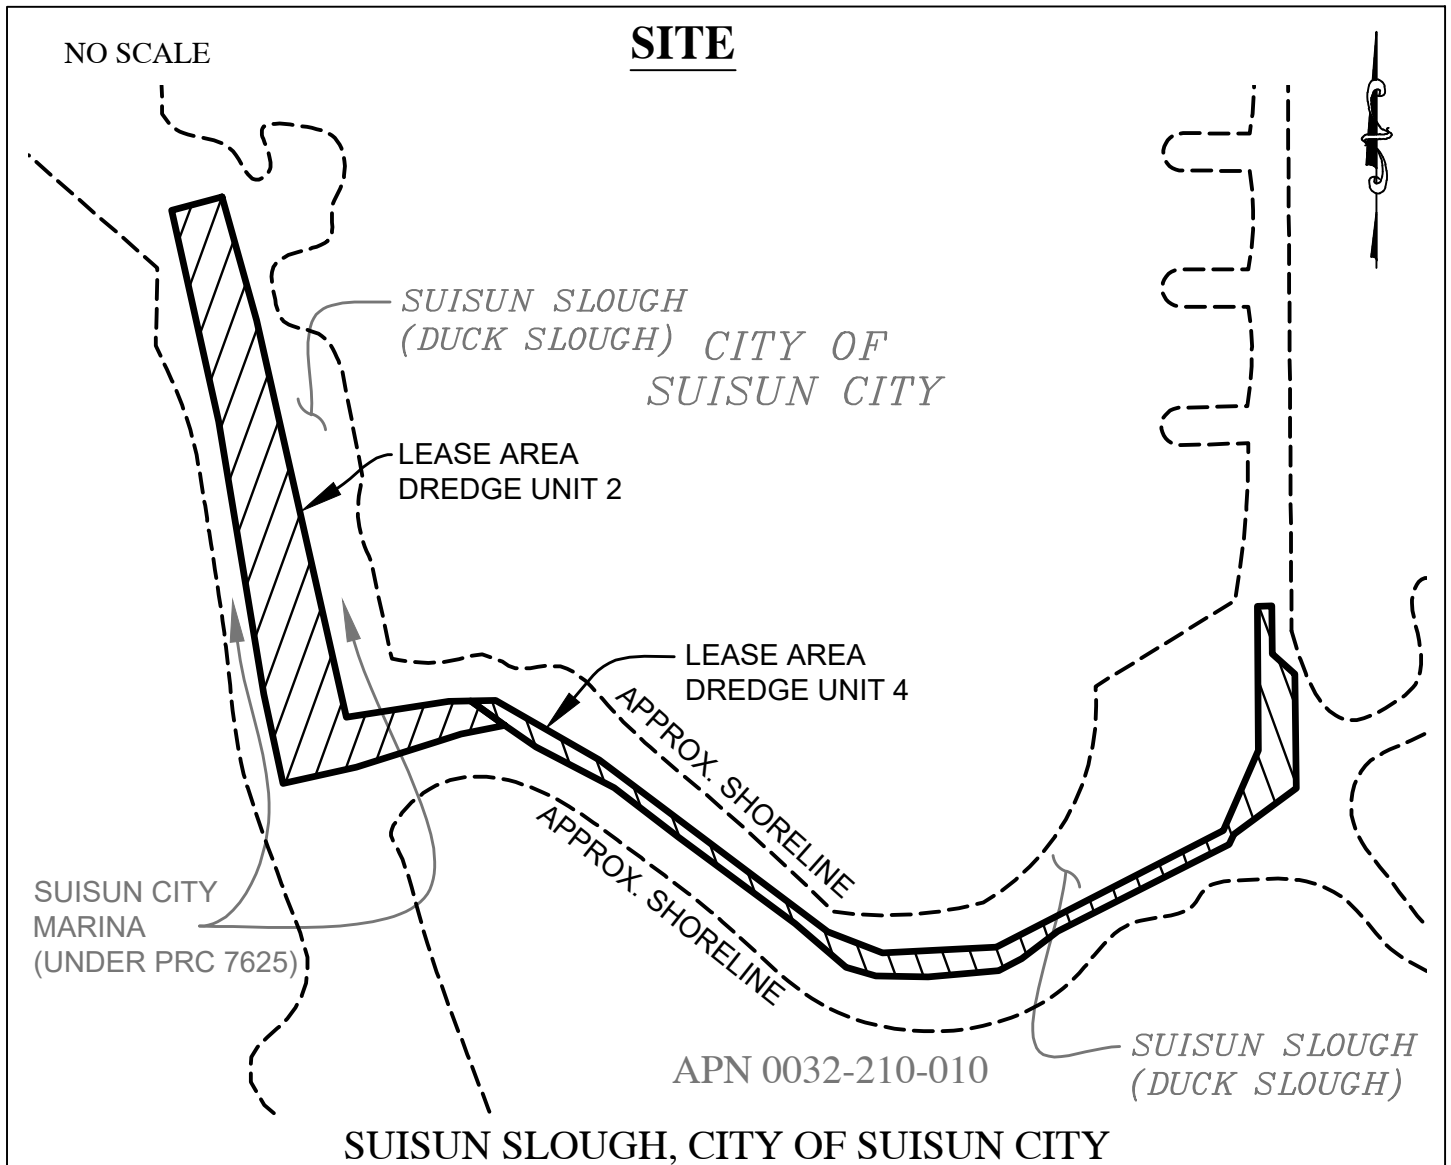 NO SCALE
SITE
SUISUN SLOUGH
(DUCK SLOUGH)
CITY OF
SUISUN CITY
LEASE AREA
DREDGE UNIT 2
LEASE AREA
DREDGE UNIT 4
APPROX. SHORELINE
APPROX. SHORELINE
SUISUN CITY
MARINA
(UNDER PRC 7625)
SUISUN SLOUGH
(DUCK SLOUGH)
APN 0032-210-010
SUISUN SLOUGH, CITY OF SUISUN CITY